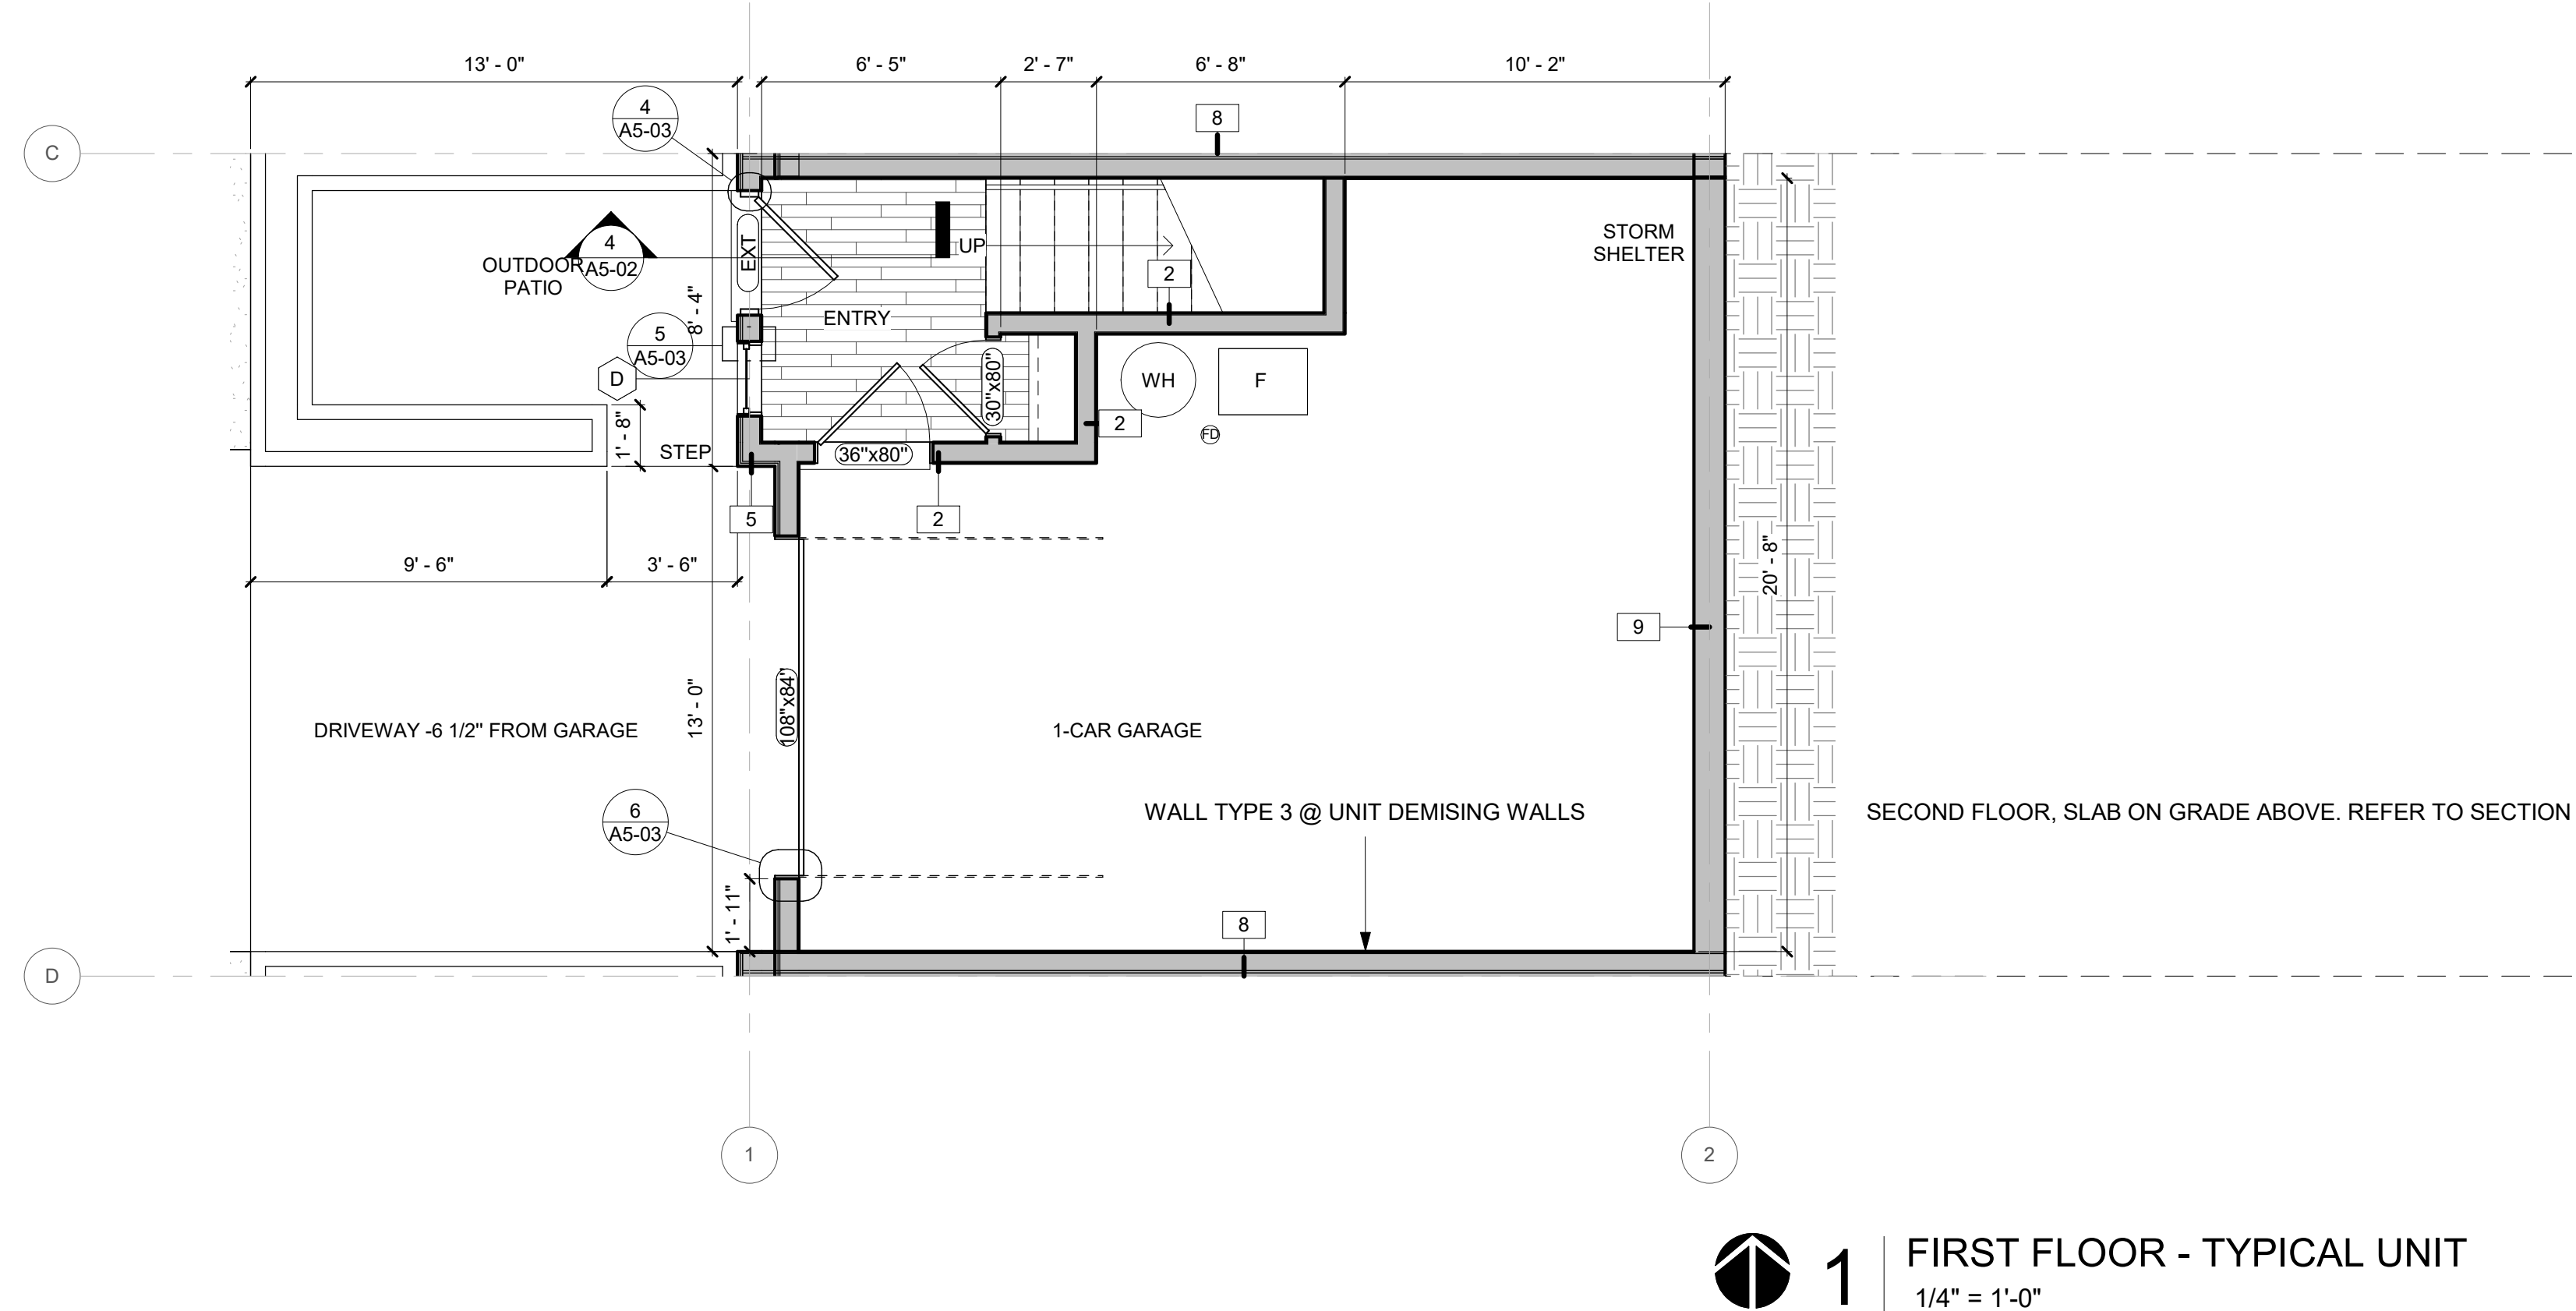 13' - 0"
6' - 5"
2' - 7"
6' - 8"
10' - 2"
4
A5-03
8
C
STORM
SHELTER
4
A5-02
OUTDOOR
PATIO
EXT
UP
2
8' - 4"
ENTRY
5
A5-03
D
30"x80"
WH
F
2
FD
1' - 8"
STEP
36"x80"
5
2
9' - 6"
3' - 6"
20' - 8"
9
13' - 0"
108"x84"
DRIVEWAY -6 1/2" FROM GARAGE
1-CAR GARAGE
6
A5-03
WALL TYPE 3 @ UNIT DEMISING WALLS
SECOND FLOOR, SLAB ON GRADE ABOVE. REFER TO SECTION
1' - 11"
8
D
1
2
1
FIRST FLOOR - TYPICAL UNIT
1/4" = 1'-0"